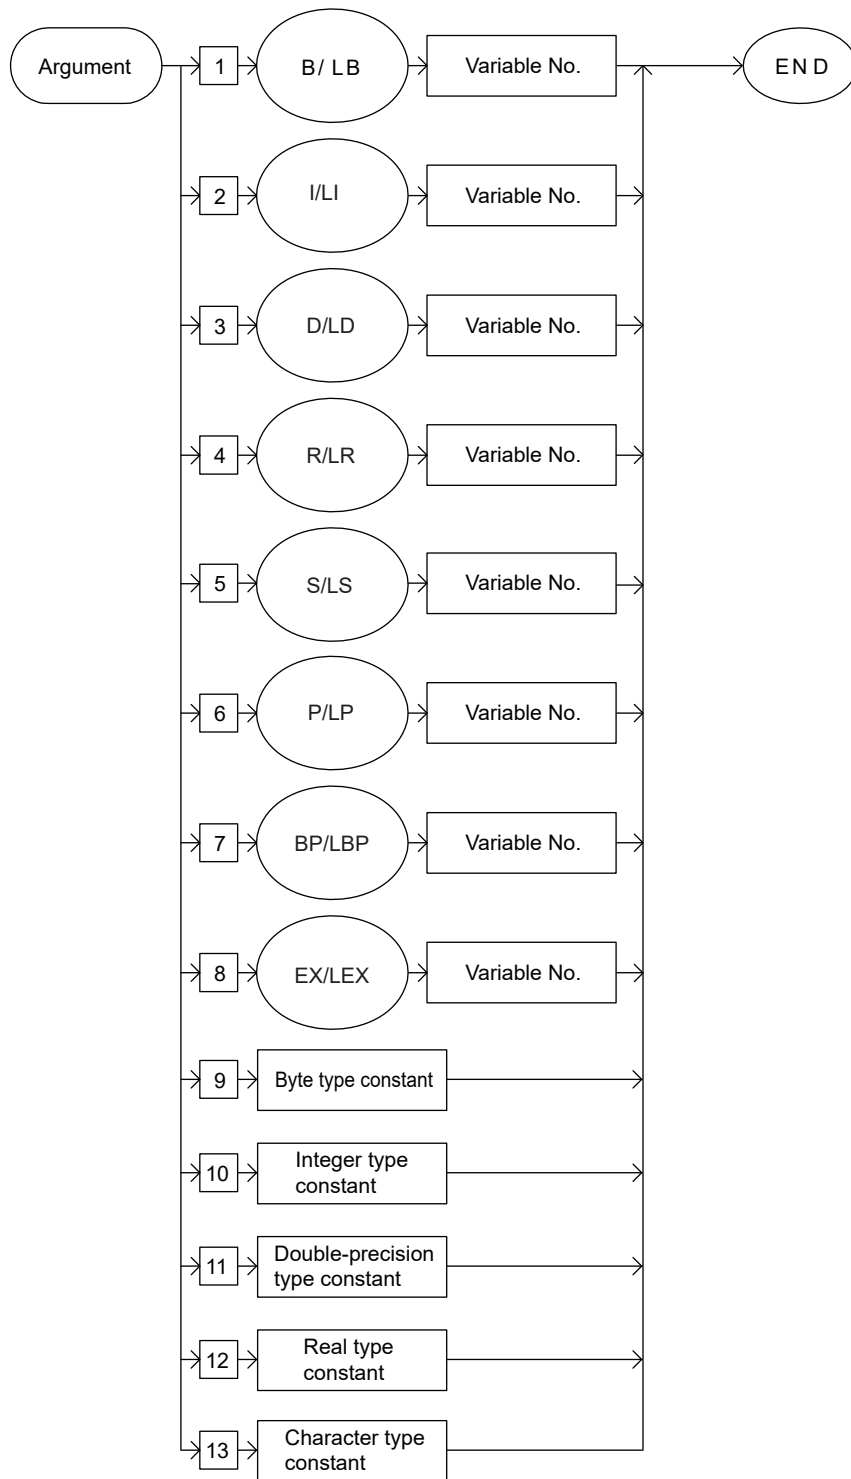 Argument
1
B/ LB
Variable No.
END
2
I/LI
Variable No.
3
D/LD
Variable No.
4
R/LR
Variable No.
5
S/LS
Variable No.
6
P/LP
Variable No.
7
BP/LBP
Variable No.
8
EX/LEX
Variable No.
9
Byte type constant
10
Integer type
constant
11
Double-precision
type constant
12
Real type
constant
13
Character type
constant